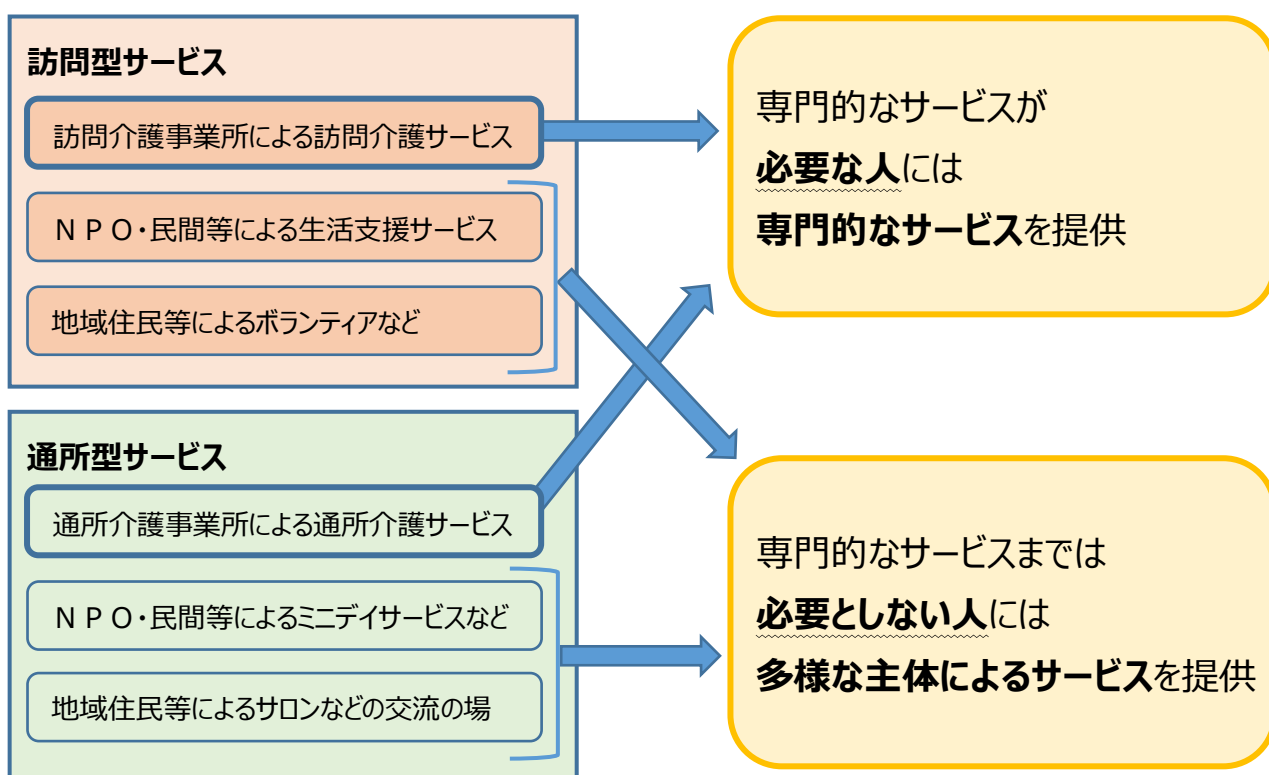 訪問型サービス
訪問介護事業所による訪問介護サービス
ＮＰＯ・民間等による生活支援サービス
地域住民等によるボランティアなど
通所型サービス
通所介護事業所による通所介護サービス
ＮＰＯ・民間等によるミニデイサービスなど
地域住民等によるサロンなどの交流の場
専門的なサービスが
必要な人には
専門的なサービスを提供
専門的なサービスまでは
必要としない人には
多様な主体によるサービスを提供